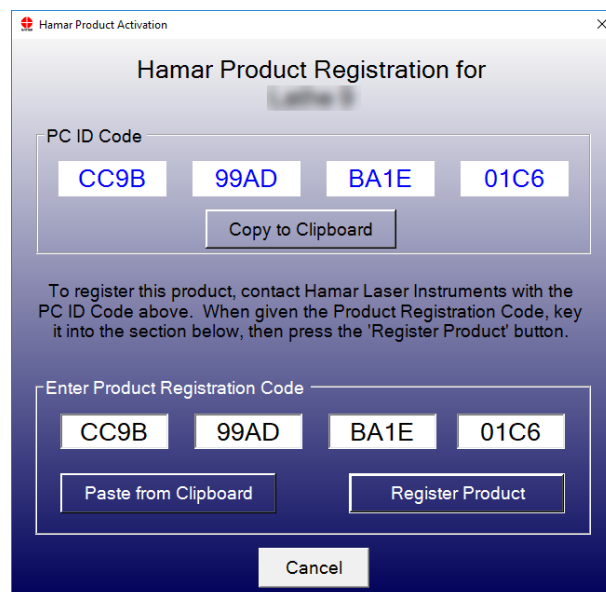 Hamar Product Activation
Hamar Product Registration for
PC ID Code
CC9B 99AD BA1E 01C6
Copy to Clipboard
To register this product, contact Hamar Laser Instruments with the
PC ID Code above. When given the Product Registration Code, key
it into the section below, then press the 'Register Product' button.
Enter Product Registration Code
CC9B 99AD BA1E 01C6
Paste from Clipboard Register Product
Cancel